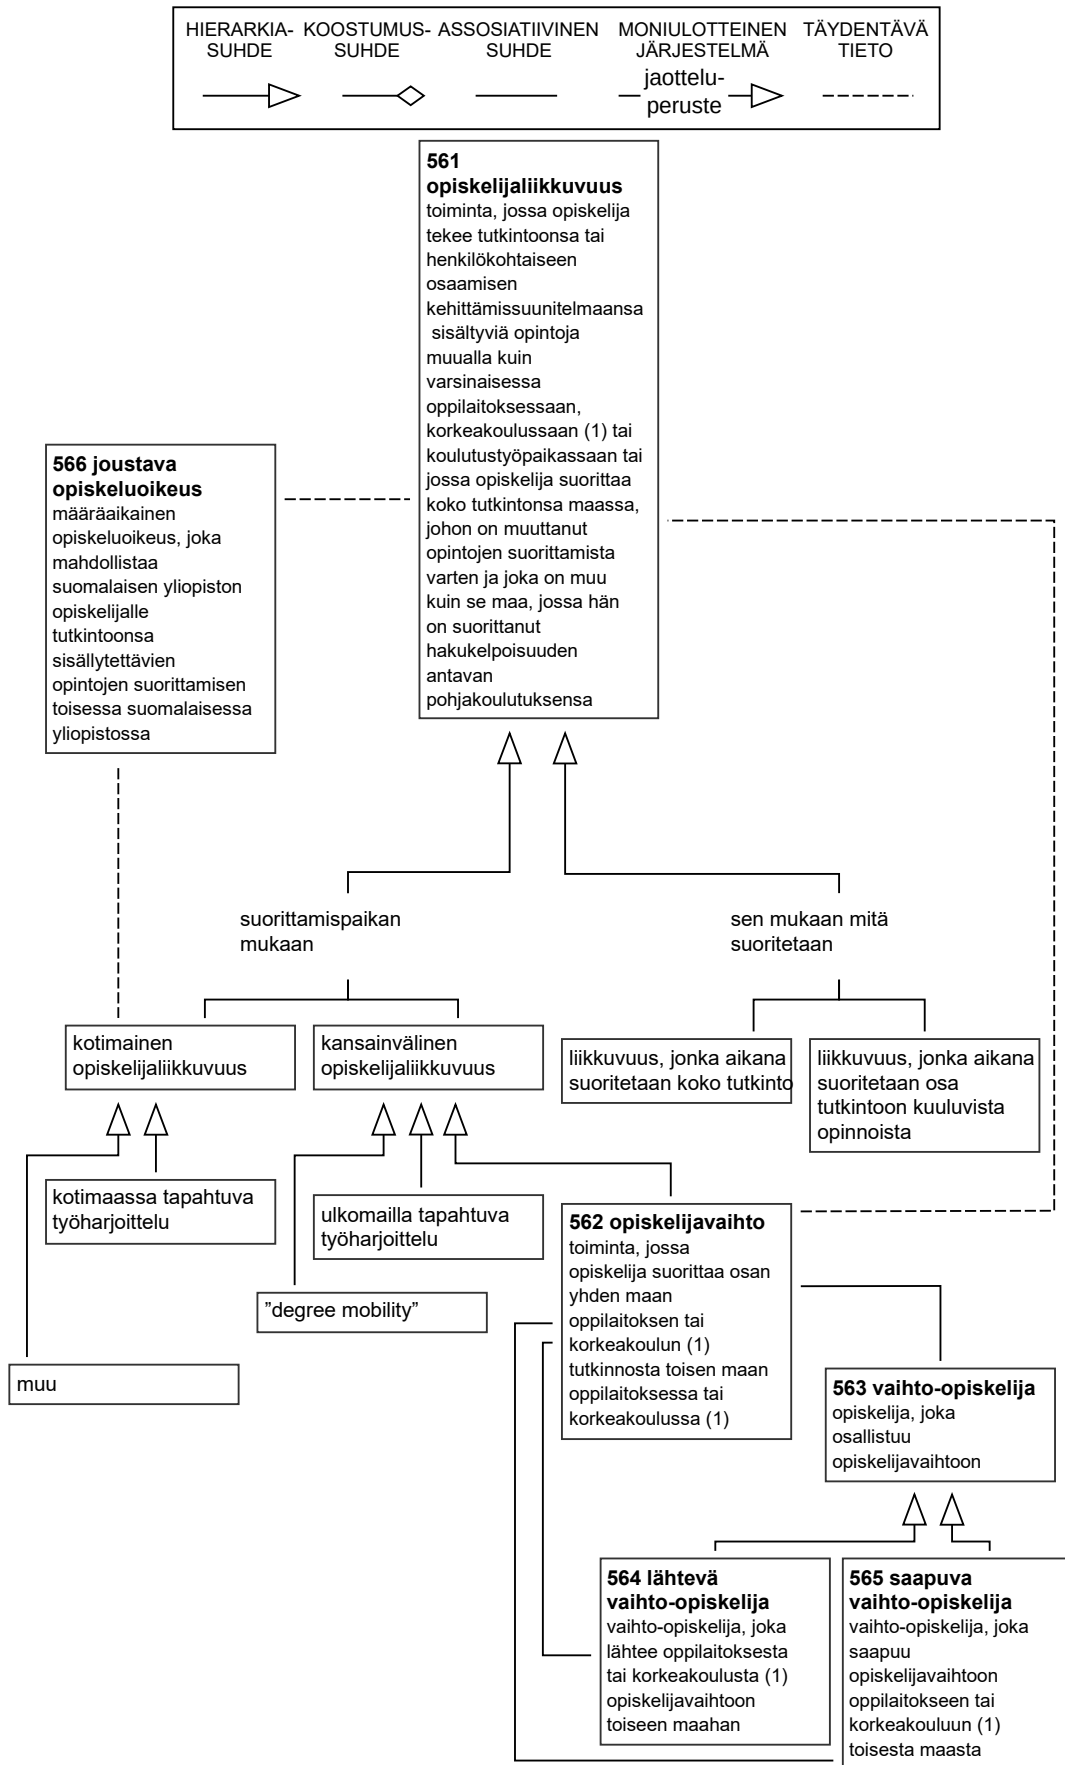 HIERARKIA-
SUHDE
KOOSTUMUS-
SUHDE
ASSOSIATIIVINEN
SUHDE
MONIULOTTEINEN
JÄRJESTELMÄ
jaottelu-
peruste
TÄYDENTÄVÄ
TIETO
561
opiskelijaliikkuvuus
toiminta, jossa opiskelija
tekee tutkintoonsa tai
henkilökohtaiseen
osaamisen
kehittämissuunitelmaansa
sisältyviä opintoja
muualla kuin
varsinaisessa
oppilaitoksessaan,
korkeakoulussaan (1) tai
koulutustyöpaikassaan tai
jossa opiskelija suorittaa
koko tutkintonsa maassa,
johon on muuttanut
opintojen suorittamista
varten ja joka on muu
kuin se maa, jossa hän
on suorittanut
hakukelpoisuuden
antavan
pohjakoulutuksensa
566 joustava
opiskeluoikeus
määräaikainen
opiskeluoikeus, joka
mahdollistaa
suomalaisen yliopiston
opiskelijalle
tutkintoonsa
sisällytettävien
opintojen suorittamisen
toisessa suomalaisessa
yliopistossa
suorittamispaikan
mukaan
sen mukaan mitä
suoritetaan
kotimainen
opiskelijaliikkuvuus
kansainvälinen
opiskelijaliikkuvuus
liikkuvuus, jonka aikana
suoritetaan koko tutkinto
liikkuvuus, jonka aikana
suoritetaan osa
tutkintoon kuuluvista
opinnoista
kotimaassa tapahtuva
työharjoittelu
ulkomailla tapahtuva
työharjoittelu
"degree mobility"
muu
562 opiskelijavaihto
toiminta, jossa
opiskelija suorittaa osan
yhden maan
oppilaitoksen tai
korkeakoulun (1)
tutkinnosta toisen maan
oppilaitoksessa tai
korkeakoulussa (1)
563 vaihto-opiskelija
opiskelija, joka
osallistuu
opiskelijavaihtoon
564 lähtevä
vaihto-opiskelija
vaihto-opiskelija, joka
lähtee oppilaitoksesta
tai korkeakoulusta (1)
opiskelijavaihtoon
toiseen maahan
565 saapuva
vaihto-opiskelija
vaihto-opiskelija, joka
saapuu
opiskelijavaihtoon
oppilaitokseen tai
korkeakouluun (1)
toisesta maasta